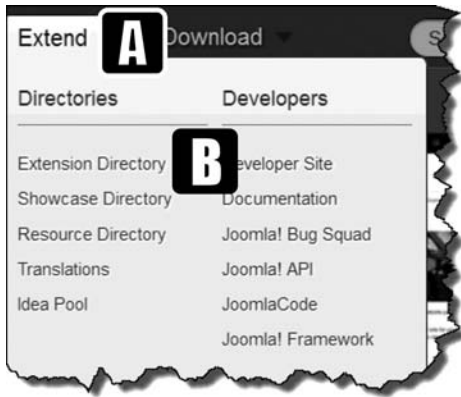 Extend A Download S
Directories Developers
Extension Directory B Developer Site
Showcase Directory Documentation
Resource Directory Joomla! Bug Squad
Translations Joomla! API
Idea Pool JoomlaCode
Joomla! Framework